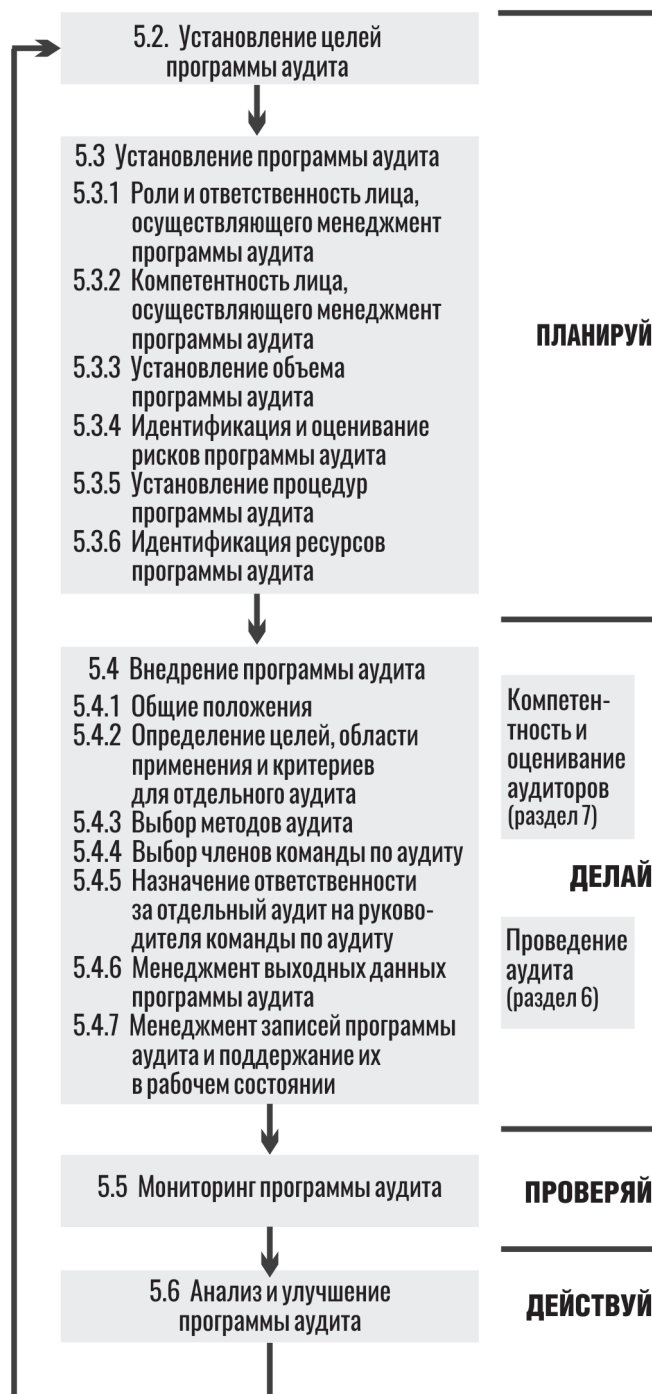 5.2. Установление целей
программы аудита
5.3 Установление программы аудита
5.3.1 Роли и ответственность лица,
осуществляющего менеджмент
программы аудита
5.3.2 Компетентность лица,
осуществляющего менеджмент
программы аудита
5.3.3 Установление объема
программы аудита
5.3.4 Идентификация и оценивание
рисков программы аудита
5.3.5 Установление процедур
программы аудита
5.3.6 Идентификация ресурсов
программы аудита
ПЛАНИРУЙ
5.4 Внедрение программы аудита
5.4.1 Общие положения
5.4.2 Определение целей, области
применения и критериев
для отдельного аудита
5.4.3 Выбор методов аудита
5.4.4 Выбор членов команды по аудиту
5.4.5 Назначение ответственности
за отдельный аудит на руково-
дителя команды по аудиту
5.4.6 Менеджмент выходных данных
программы аудита
5.4.7 Менеджмент записей программы
аудита и поддержание их
в рабочем состоянии
Компетен-
тность и
оценивание
аудиторов
(раздел 7)
ДЕЛАЙ
Проведение
аудита
(раздел 6)
5.5 Мониторинг программы аудита
ПРОВЕРЯЙ
5.6 Анализ и улучшение
программы аудита
ДЕЙСТВУЙ